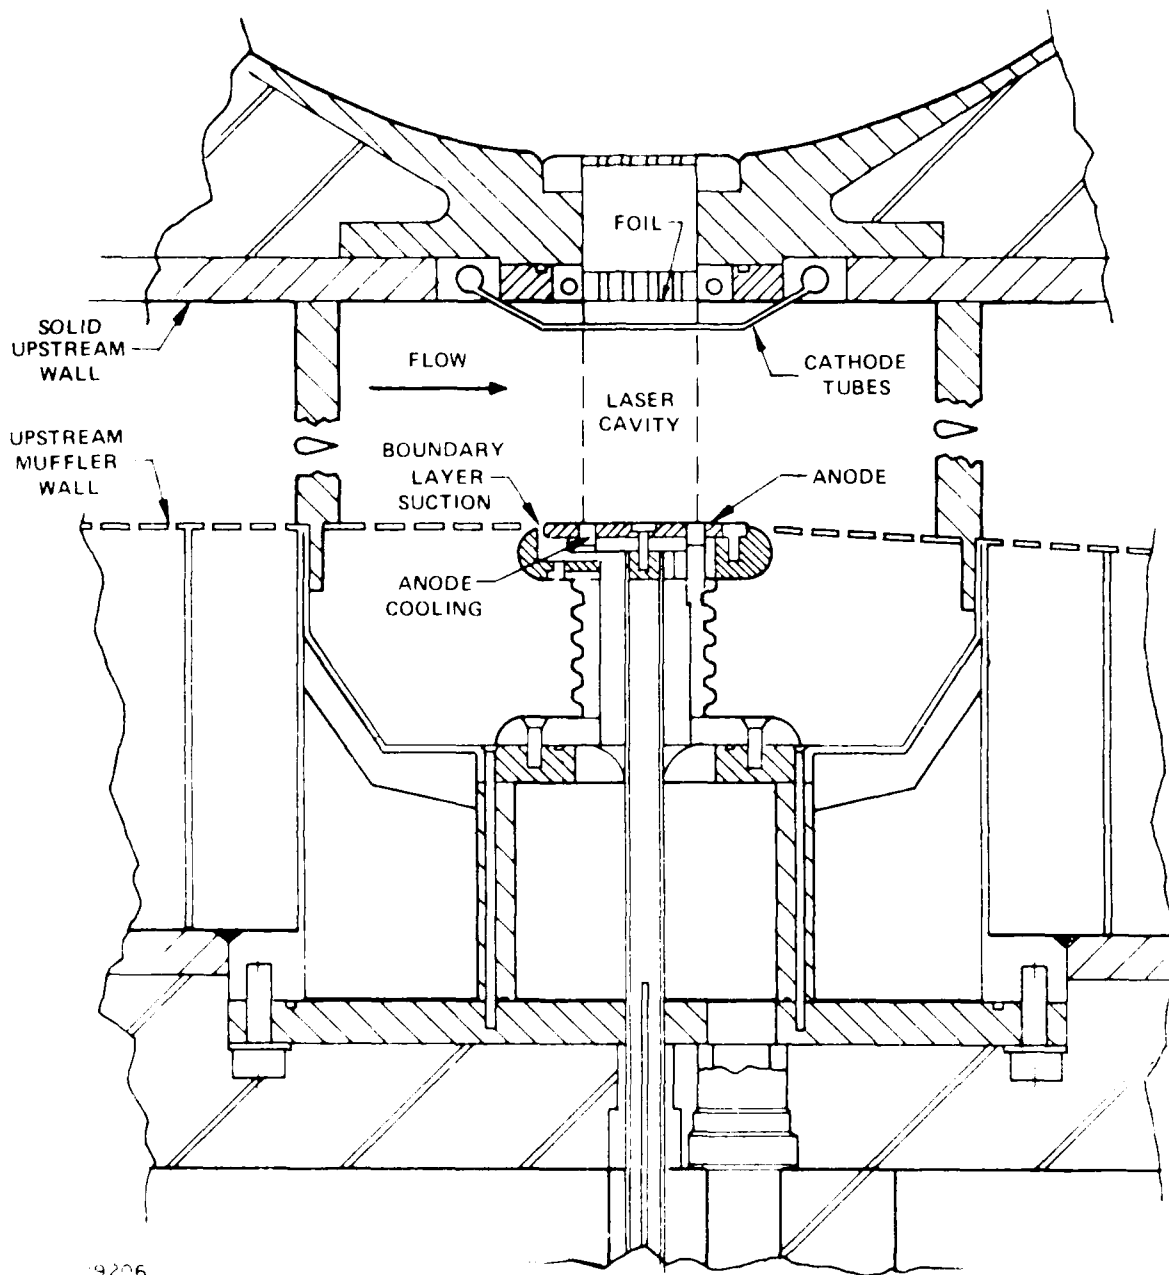 FOIL
SOLID
UPSTREAM
WALL
FLOW
CATHODE
TUBES
LASER
CAVITY
UPSTREAM
MUFFLER
WALL
BOUNDARY
LAYER
SUCTION
ANODE
ANODE
COOLING